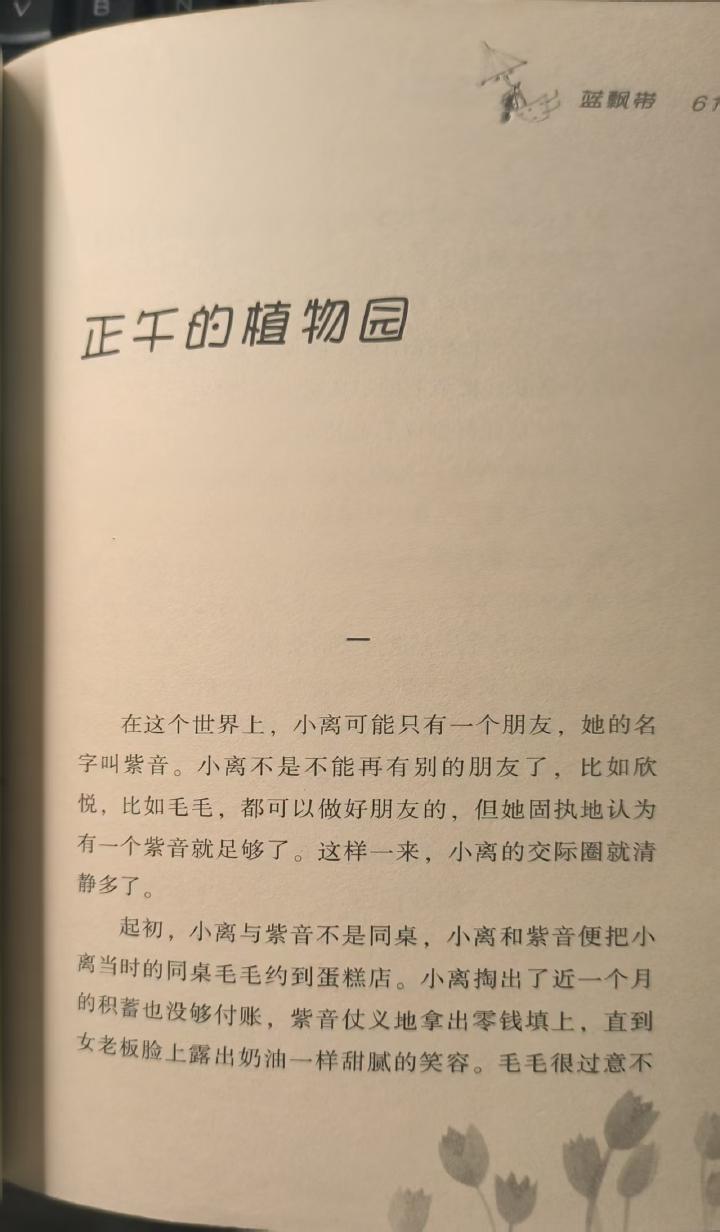 V B N
蓝飘带 61
正午的植物园
一
在这个世界上，小离可能只有一个朋友，她的名
字叫紫音。小离不是不能再有别的朋友了，比如欣
悦，比如毛毛，都可以做好朋友的，但她固执地认为
有一个紫音就足够了。这样一来，小离的交际圈就清
静多了。
起初，小离与紫音不是同桌，小离和紫音便把小
离当时的同桌毛毛约到蛋糕店。小离掏出了近一个月
的积蓄也没够付账，紫音仗义地拿出零钱填上，直到
女老板脸上露出奶油一样甜腻的笑容。毛毛很过意不